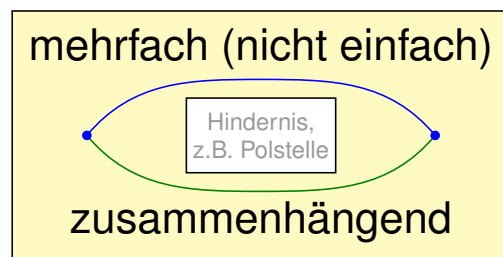 mehrfach (nicht einfach)
Hindernis,
z.B. Polstelle
zusammenhängend